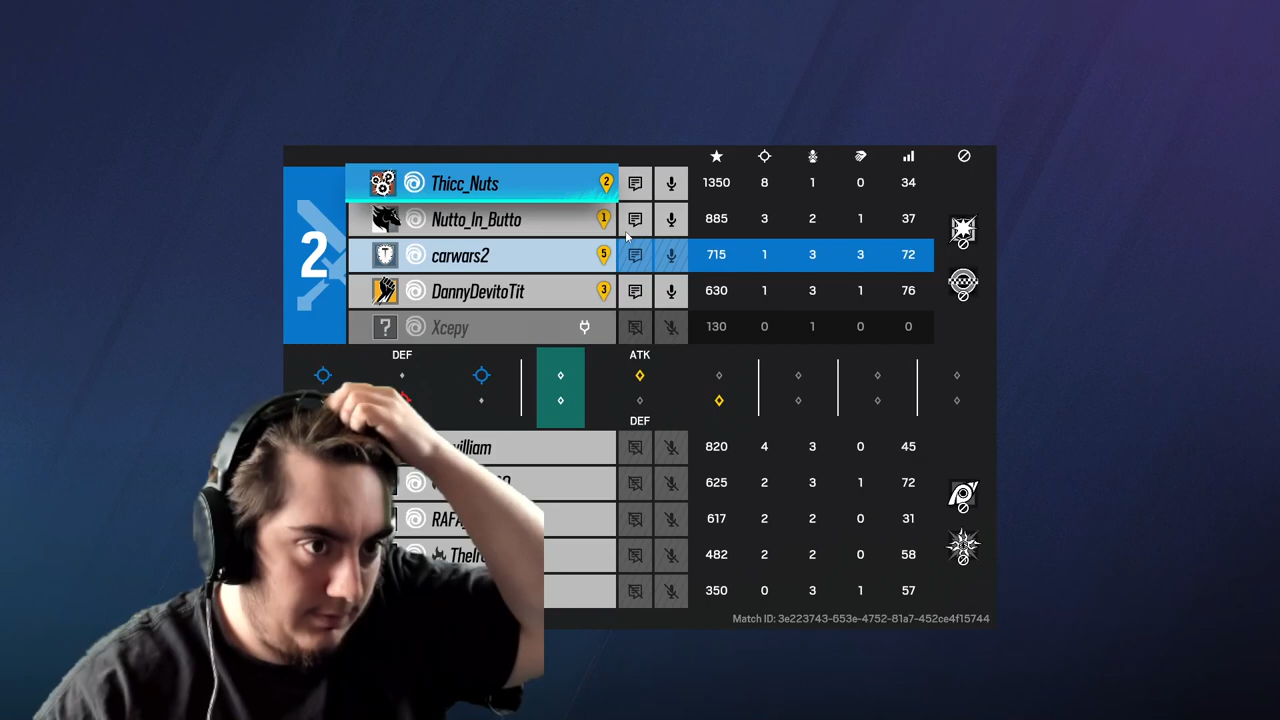 Thicc_Nuts 2 1350 8 1 0 34
Nutto_In_Butto 1 885 3 2 1 37
2
carwars2 5 715 1 3 3 72
DannyDevitoTit 3 630 1 3 1 76
? Xcepy 130 0 1 0 0
DEF ATK
DEF
villiam 820 4 3 0 45
625 2 3 1 72
RAFA 617 2 2 0 31
482 2 2 0 58
350 0 3 1 57
Match ID: 3e223743-653e-4752-81a7-452ce4f15744